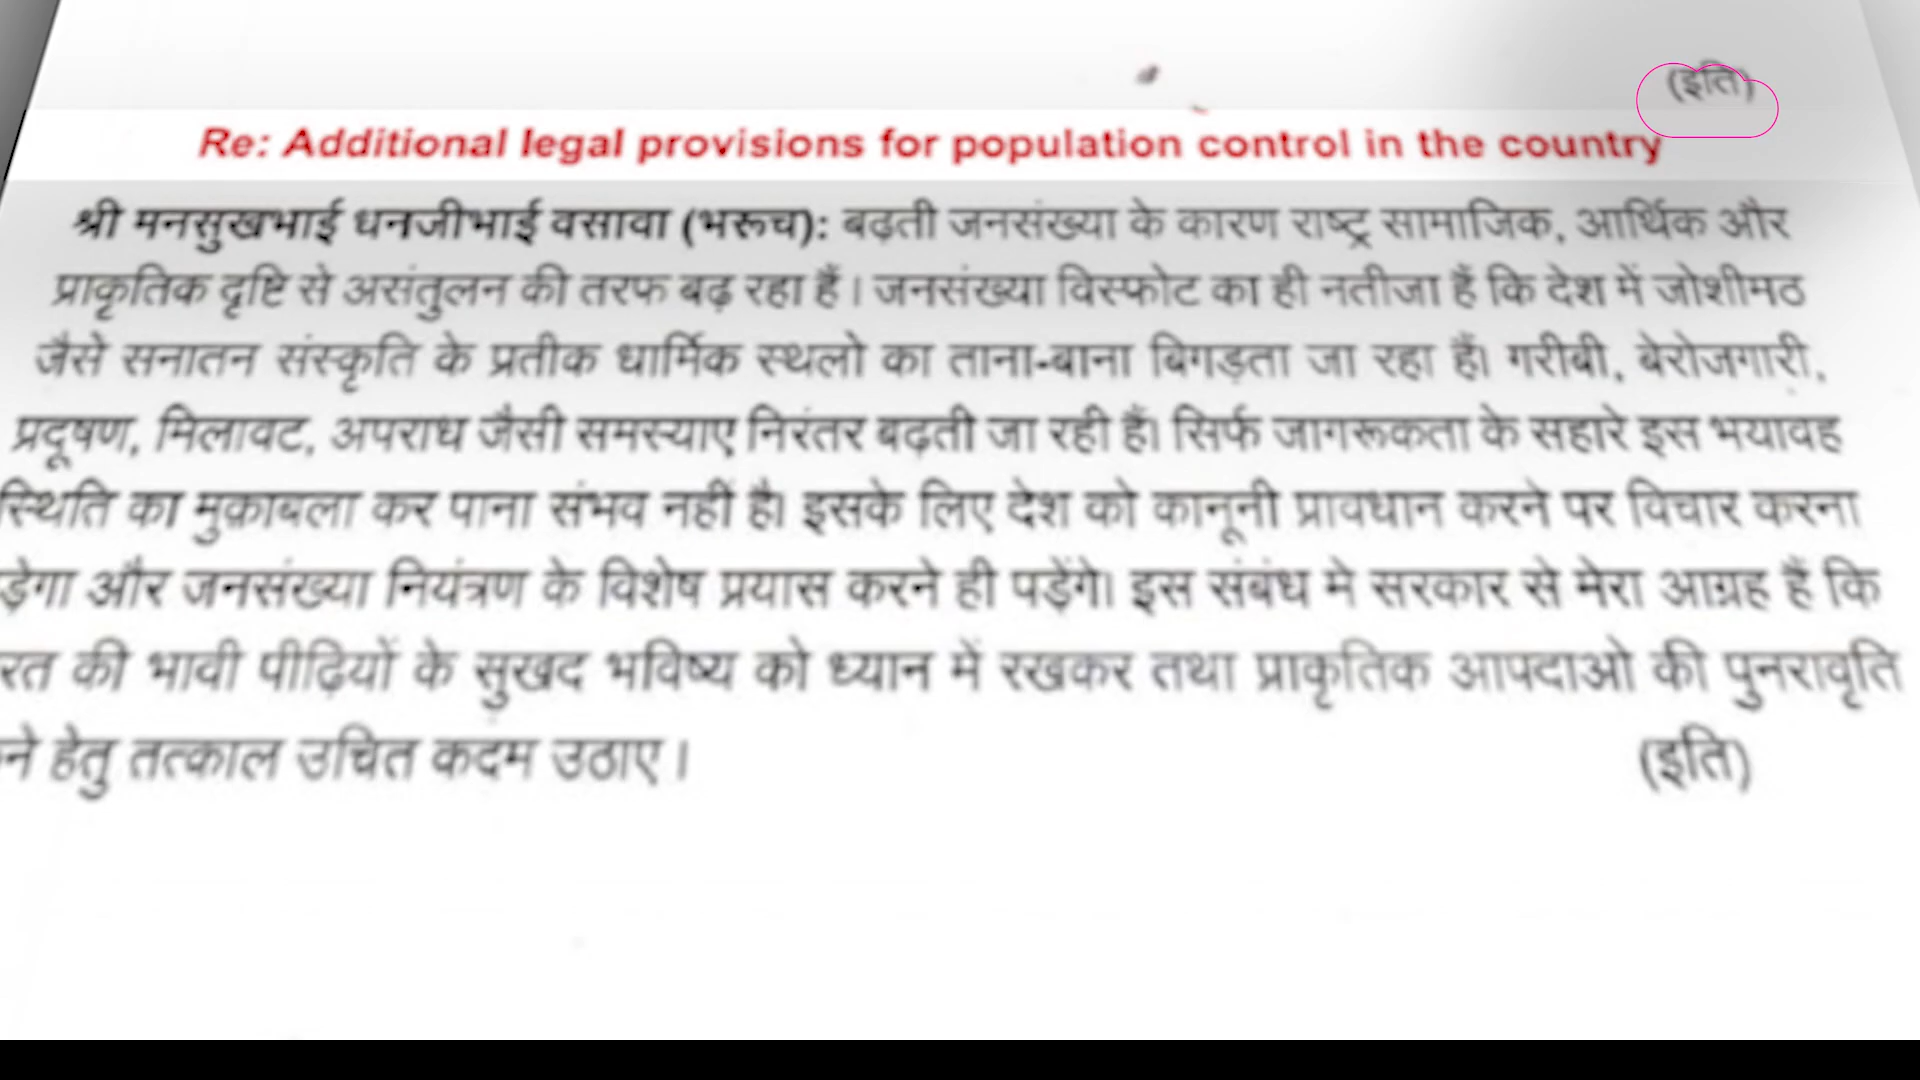 (इति)
Re: Additional legal provisions for population control in the country
श्री मनसुखभाई धनजीभाई वसावा (भरूच): बढ़ती जनसंख्या के कारण राष्ट्र सामाजिक, आर्थिक और
प्राकृतिक दृष्टि से असंतुलन की तरफ बढ़ रहा हैं। जनसंख्या विस्फोट का ही नतीजा हैं कि देश में जोशीमठ
जैसे सनातन संस्कृति के प्रतीक धार्मिक स्थलो का ताना-बाना बिगड़ता जा रहा हैं। गरीबी, बेरोजगारी,
प्रदूषण, मिलावट, अपराध जैसी समस्याए निरंतर बढ़ती जा रही हैं। सिर्फ जागरूकता के सहारे इस भयावह
स्थिति का मुक़ाबला कर पाना संभव नहीं है। इसके लिए देश को कानूनी प्रावधान करने पर विचार करना
ड़ेगा और जनसंख्या नियंत्रण के विशेष प्रयास करने ही पड़ेंगे। इस संबंध मे सरकार से मेरा आग्रह हैं कि
रत की भावी पीढ़ियों के सुखद भविष्य को ध्यान में रखकर तथा प्राकृतिक आपदाओ की पुनरावृति
ने हेतु तत्काल उचित कदम उठाए। (इति)